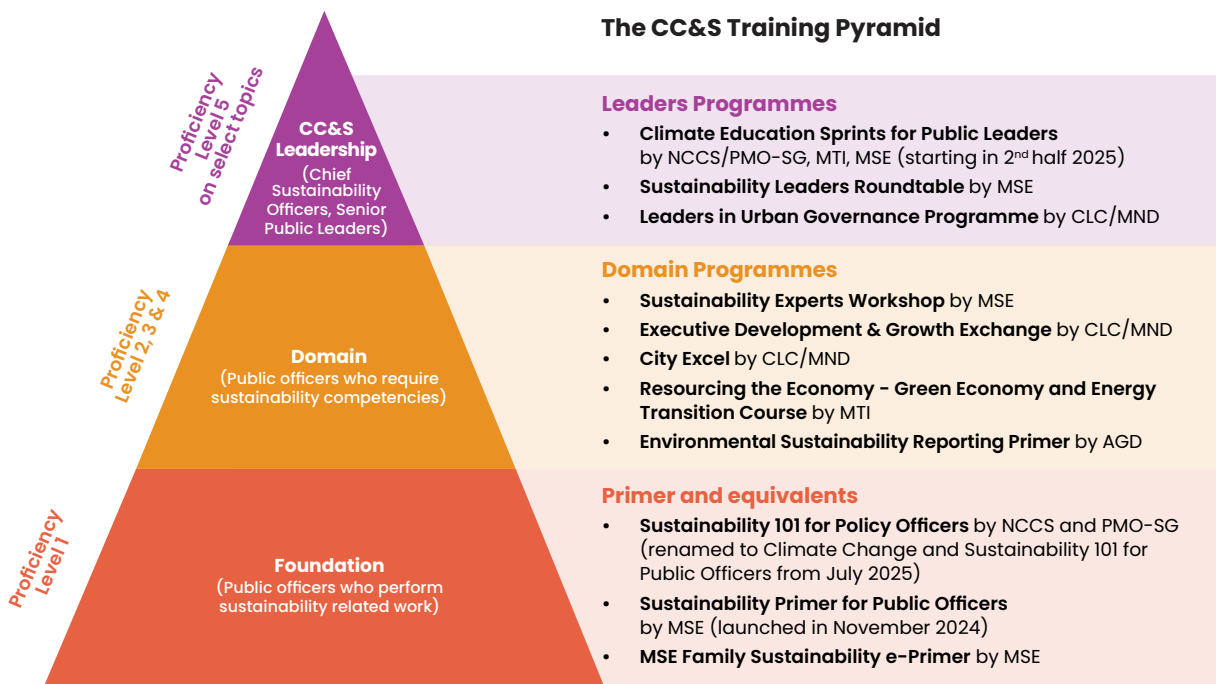 The CC&S Training Pyramid
Proficiency
Level 5
on select topics
CC&S
Leadership
(Chief
Sustainability
Officers, Senior
Public Leaders)
Leaders Programmes
• Climate Education Sprints for Public Leaders
by NCCS/PMO-SG, MTI, MSE (starting in 2nd half 2025)
• Sustainability Leaders Roundtable by MSE
• Leaders in Urban Governance Programme by CLC/MND
Proficiency
Level 2, 3 & 4
Domain
(Public officers who require
sustainability competencies)
Domain Programmes
• Sustainability Experts Workshop by MSE
• Executive Development & Growth Exchange by CLC/MND
• City Excel by CLC/MND
• Resourcing the Economy - Green Economy and Energy
Transition Course by MTI
• Environmental Sustainability Reporting Primer by AGD
Proficiency
Level 1
Foundation
(Public officers who perform
sustainability related work)
Primer and equivalents
• Sustainability 101 for Policy Officers by NCCS and PMO-SG
(renamed to Climate Change and Sustainability 101 for
Public Officers from July 2025)
• Sustainability Primer for Public Officers
by MSE (launched in November 2024)
• MSE Family Sustainability e-Primer by MSE